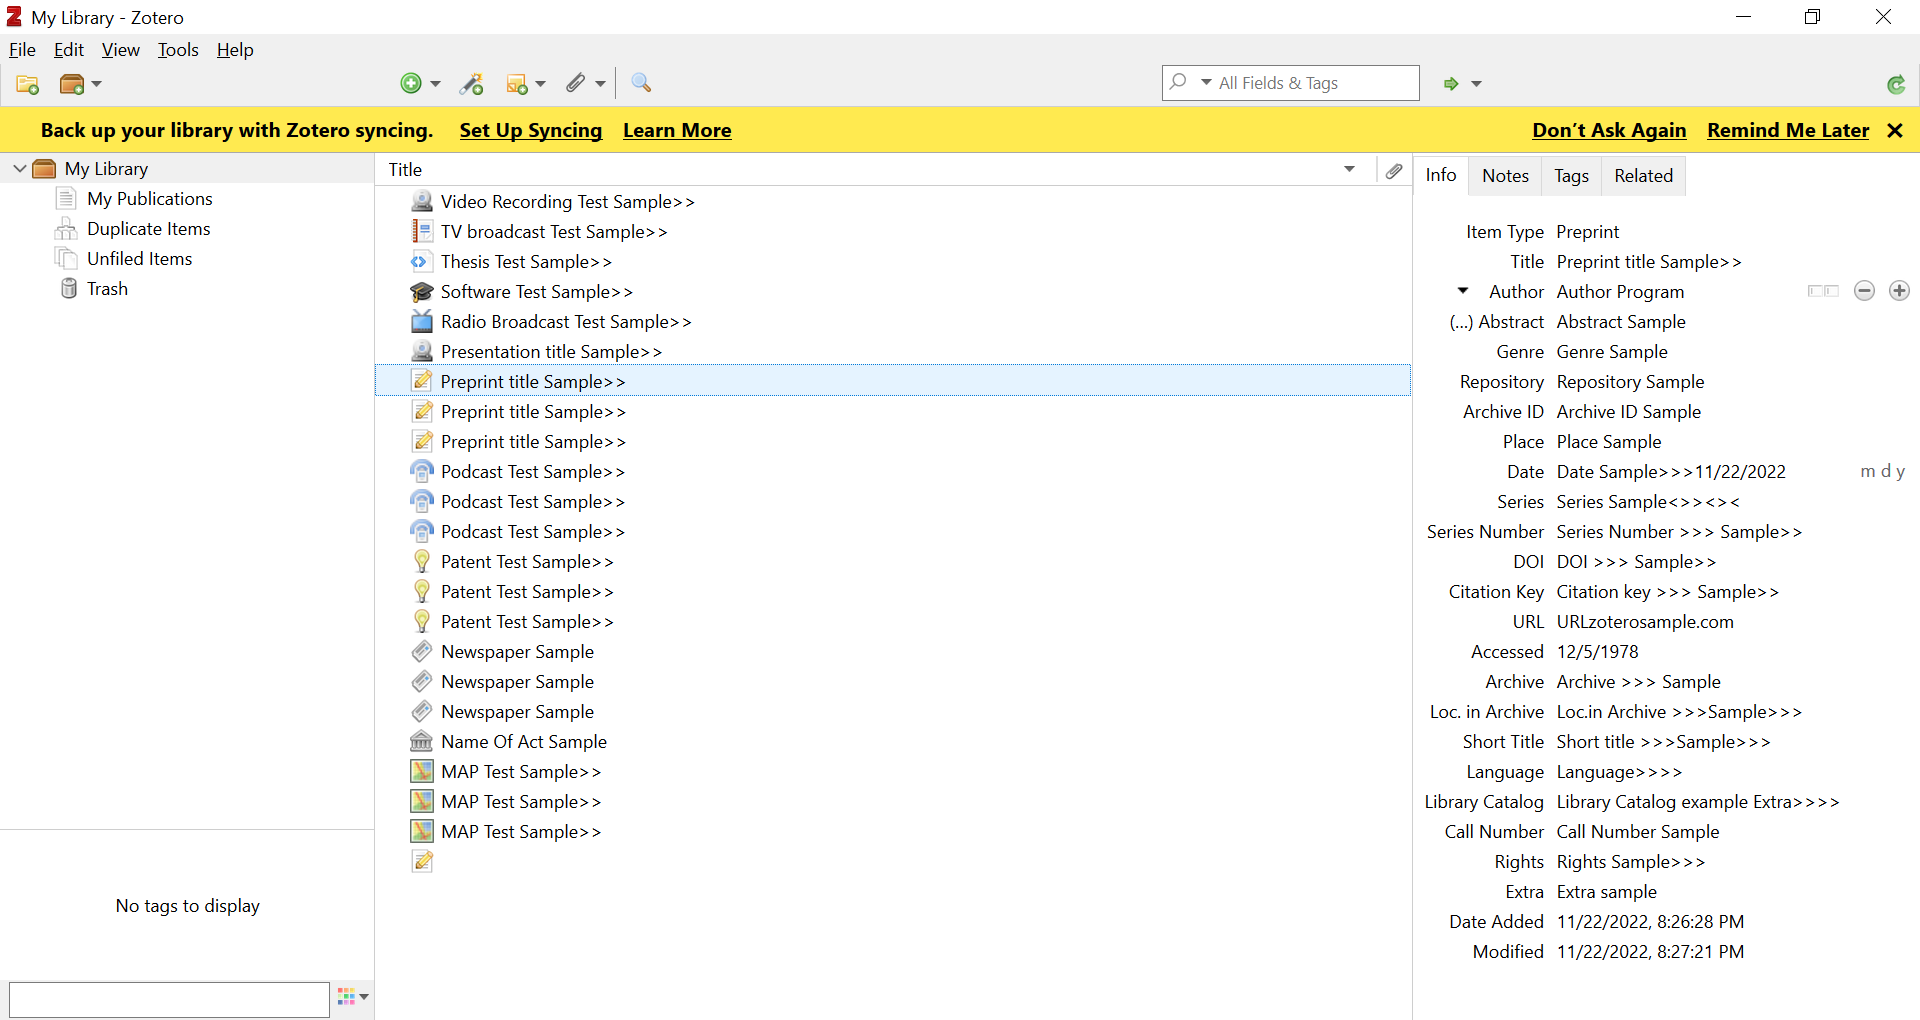 My Library - Zotero
File Edit View Tools Help
All Fields & Tags
Back up your library with Zotero syncing. Set Up Syncing Learn More Don't Ask Again Remind Me Later
My Library
My Publications
Duplicate Items
Unfiled Items
Trash
No tags to display
Title
Video Recording Test Sample>>
TV broadcast Test Sample>>
Thesis Test Sample>>
Software Test Sample>>
Radio Broadcast Test Sample>>
Presentation title Sample>>
Preprint title Sample>>
Preprint title Sample>>
Preprint title Sample>>
Podcast Test Sample>>
Podcast Test Sample>>
Podcast Test Sample>>
Patent Test Sample>>
Patent Test Sample>>
Patent Test Sample>>
Newspaper Sample
Newspaper Sample
Newspaper Sample
Name Of Act Sample
MAP Test Sample>>
MAP Test Sample>>
MAP Test Sample>>
Info Notes Tags Related
Item Type Preprint
Title Preprint title Sample>>
Author Author Program
(...) Abstract Abstract Sample
Genre Genre Sample
Repository Repository Sample
Archive ID Archive ID Sample
Place Place Sample
Date Date Sample>>>11/22/2022 m d y
Series Series Sample<><><
Series Number Series Number >>> Sample>>
DOI DOI >>> Sample>>
Citation Key Citation key >>> Sample>>
URL URLzoterosample.com
Accessed 12/5/1978
Archive Archive >>> Sample
Loc. in Archive Loc.in Archive >>>Sample>>>
Short Title Short title >>>Sample>>>
Language Language>>>>
Library Catalog Library Catalog example Extra>>>>
Call Number Call Number Sample
Rights Rights Sample>>>
Extra Extra sample
Date Added 11/22/2022, 8:26:28 PM
Modified 11/22/2022, 8:27:21 PM